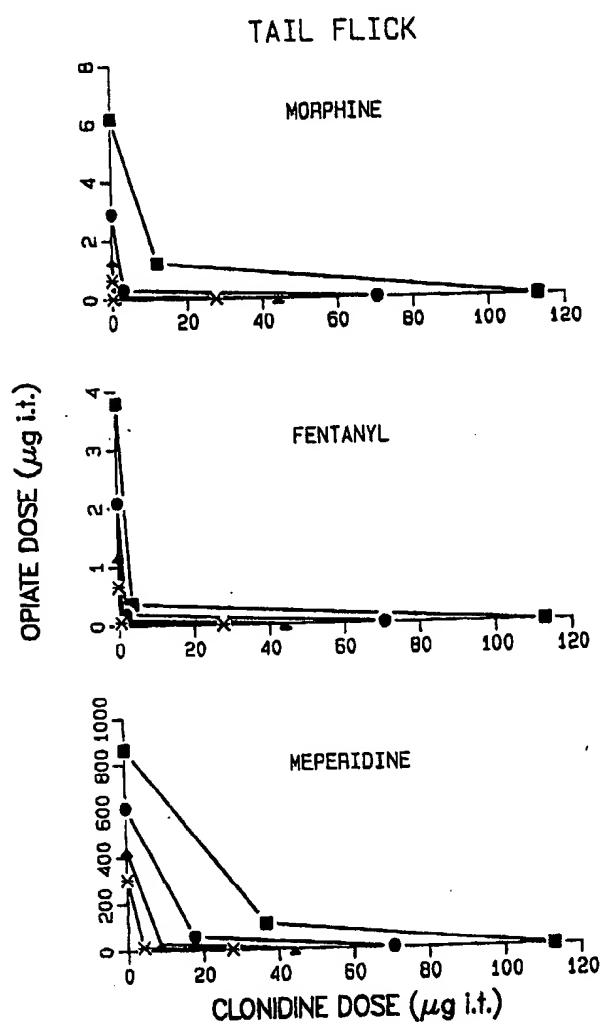 TAIL FLICK
MORPHINE
8
6
4
2
0
0 20 40 60 80 100 120
OPIATE DOSE (µg i.t.)
FENTANYL
4
3
2
1
0
0 20 40 60 80 100 120
MEPERIDINE
1000
800
600
400
200
0
0 20 40 60 80 100 120
CLONIDINE DOSE (µg i.t.)